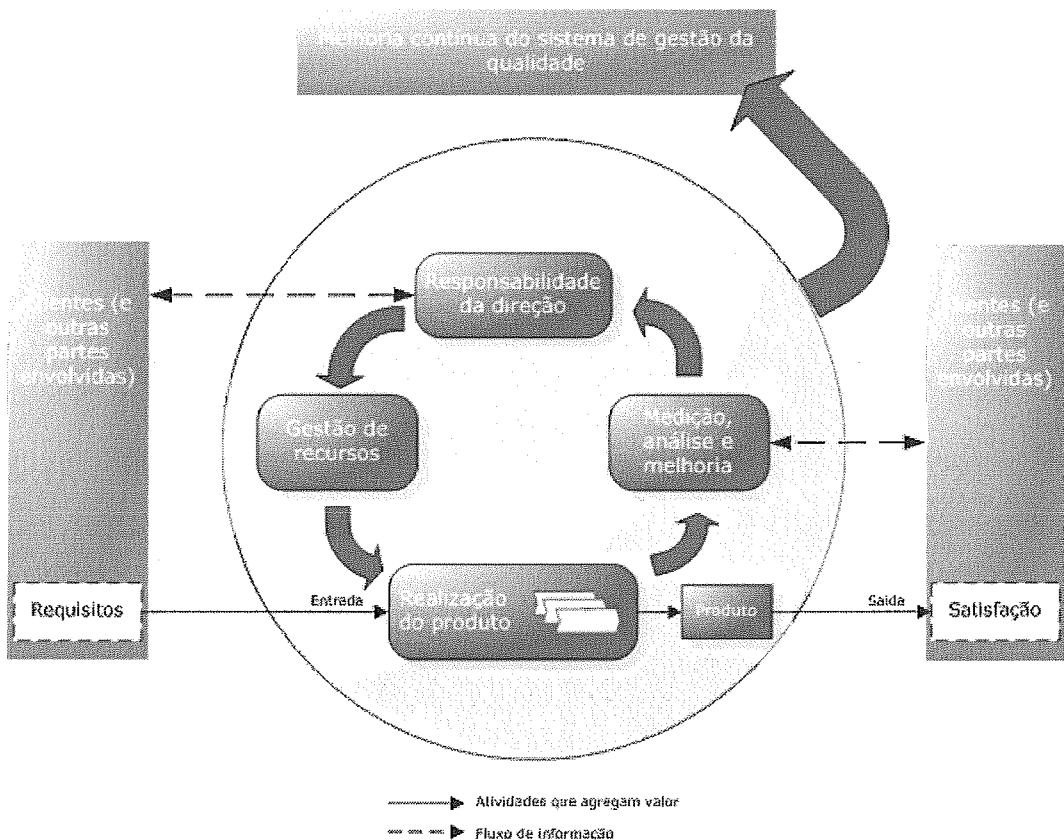 Melhoria contínua do sistema de gestão da
qualidade
Responsabilidade
da direção
(e
outras
partes
envolvidas)
(e
outras
partes
envolvidas)
Gestão de
recursos
Medição,
análise e
melhoria
Requisitos
Entrada
Realização
do produto
Produto
Saída
Satisfação
Atividades que agregam valor
Fluxo de informação